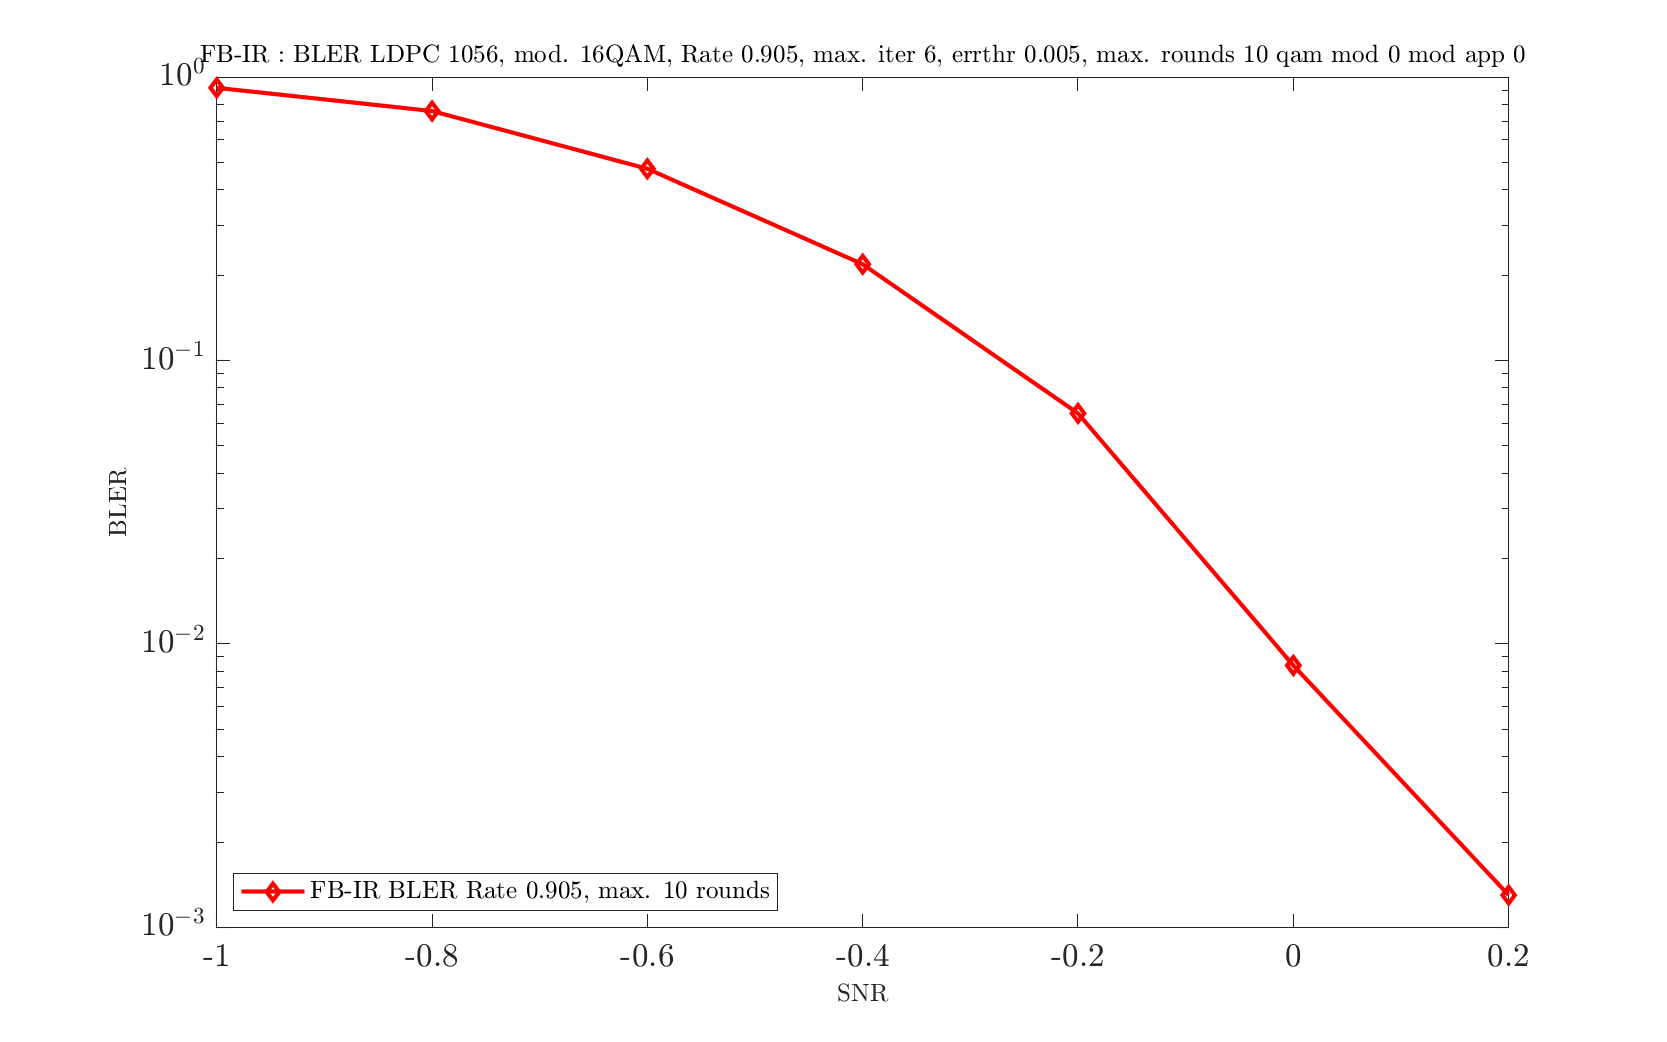 FB-IR : BLER LDPC 1056, mod. 16QAM, Rate 0.905, max. iter 6, errthr 0.005, max. rounds 10 qam mod 0 mod app 0
10^0
10^-1
10^-2
10^-3
BLER
FB-IR BLER Rate 0.905, max. 10 rounds
-1 -0.8 -0.6 -0.4 -0.2 0 0.2
SNR